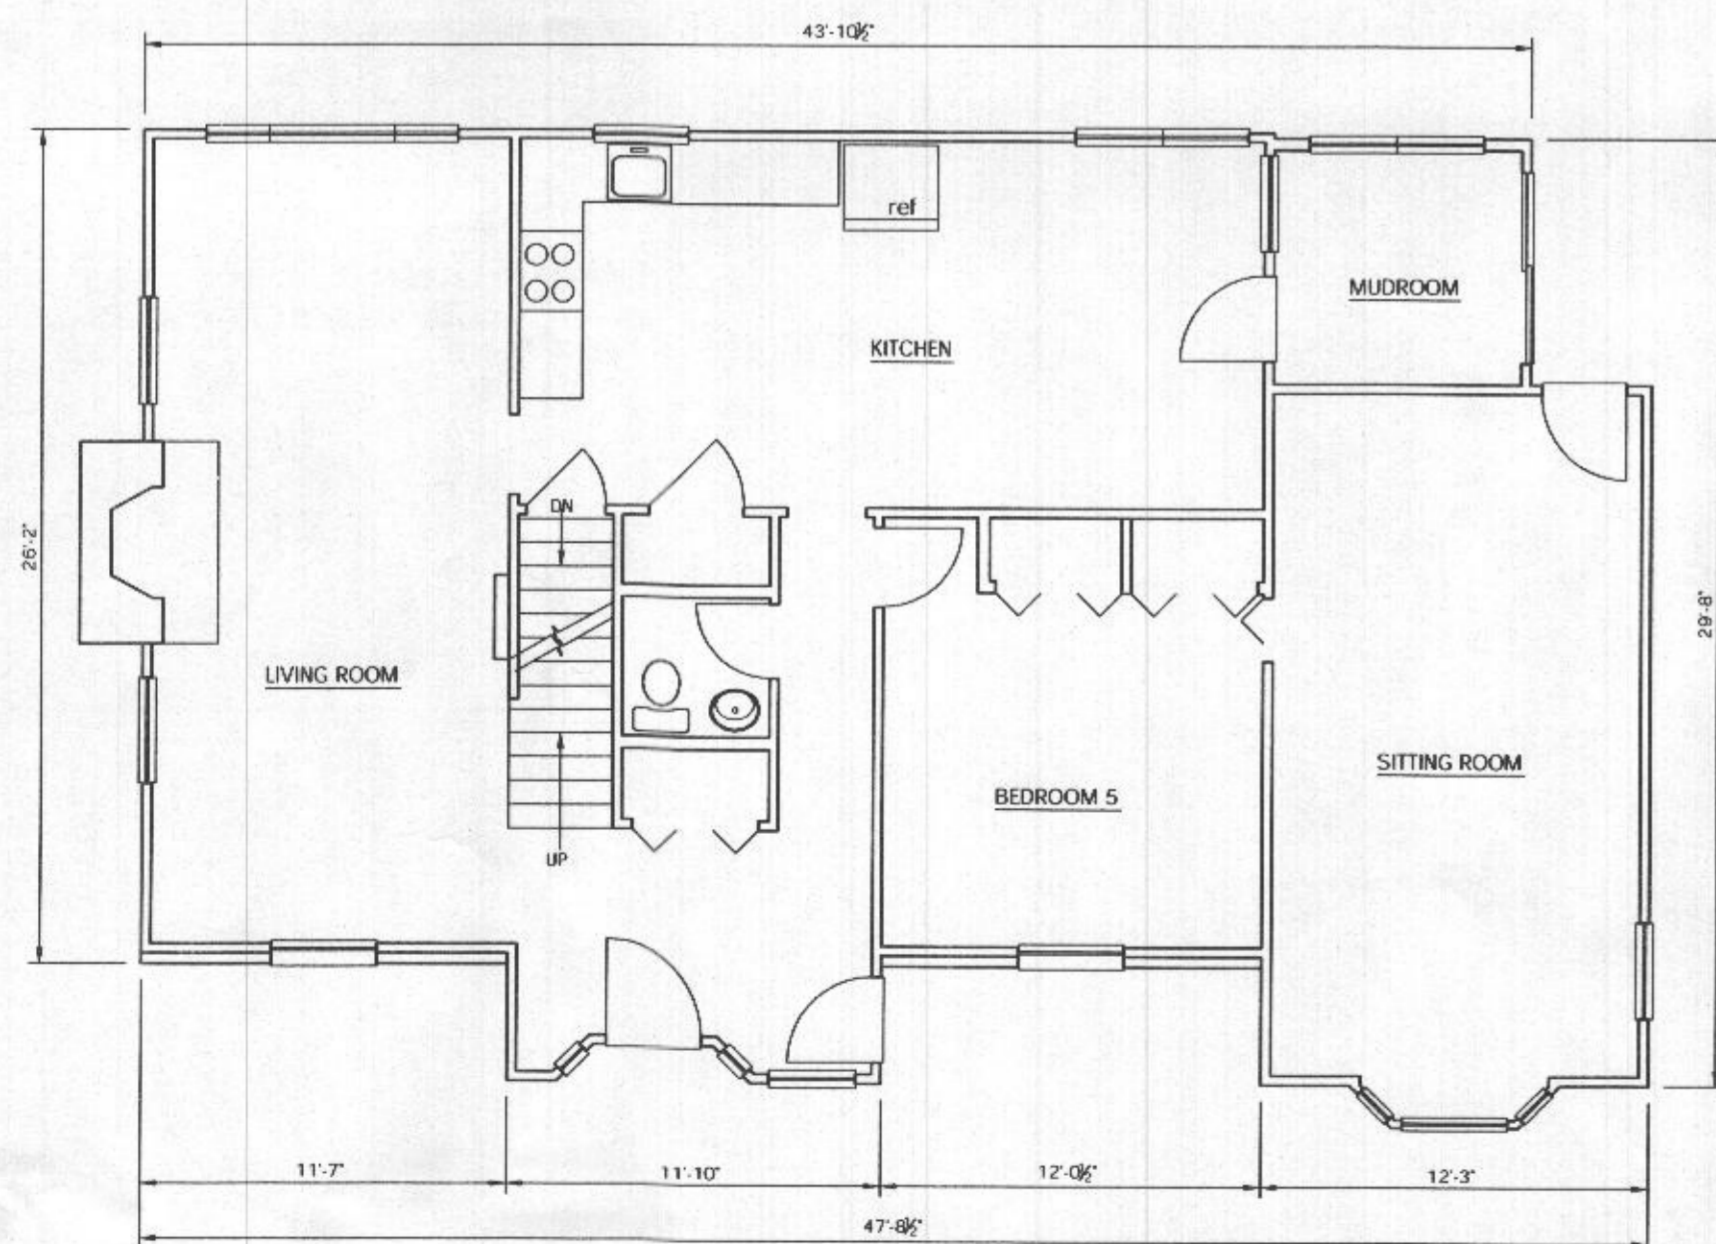 43'-10½"
ref
MUDROOM
KITCHEN
DN
26'-2"
29'-8"
LIVING ROOM
SITTING ROOM
BEDROOM 5
UP
11'-7"
11'-10"
12'-0½"
12'-3"
47'-8½"